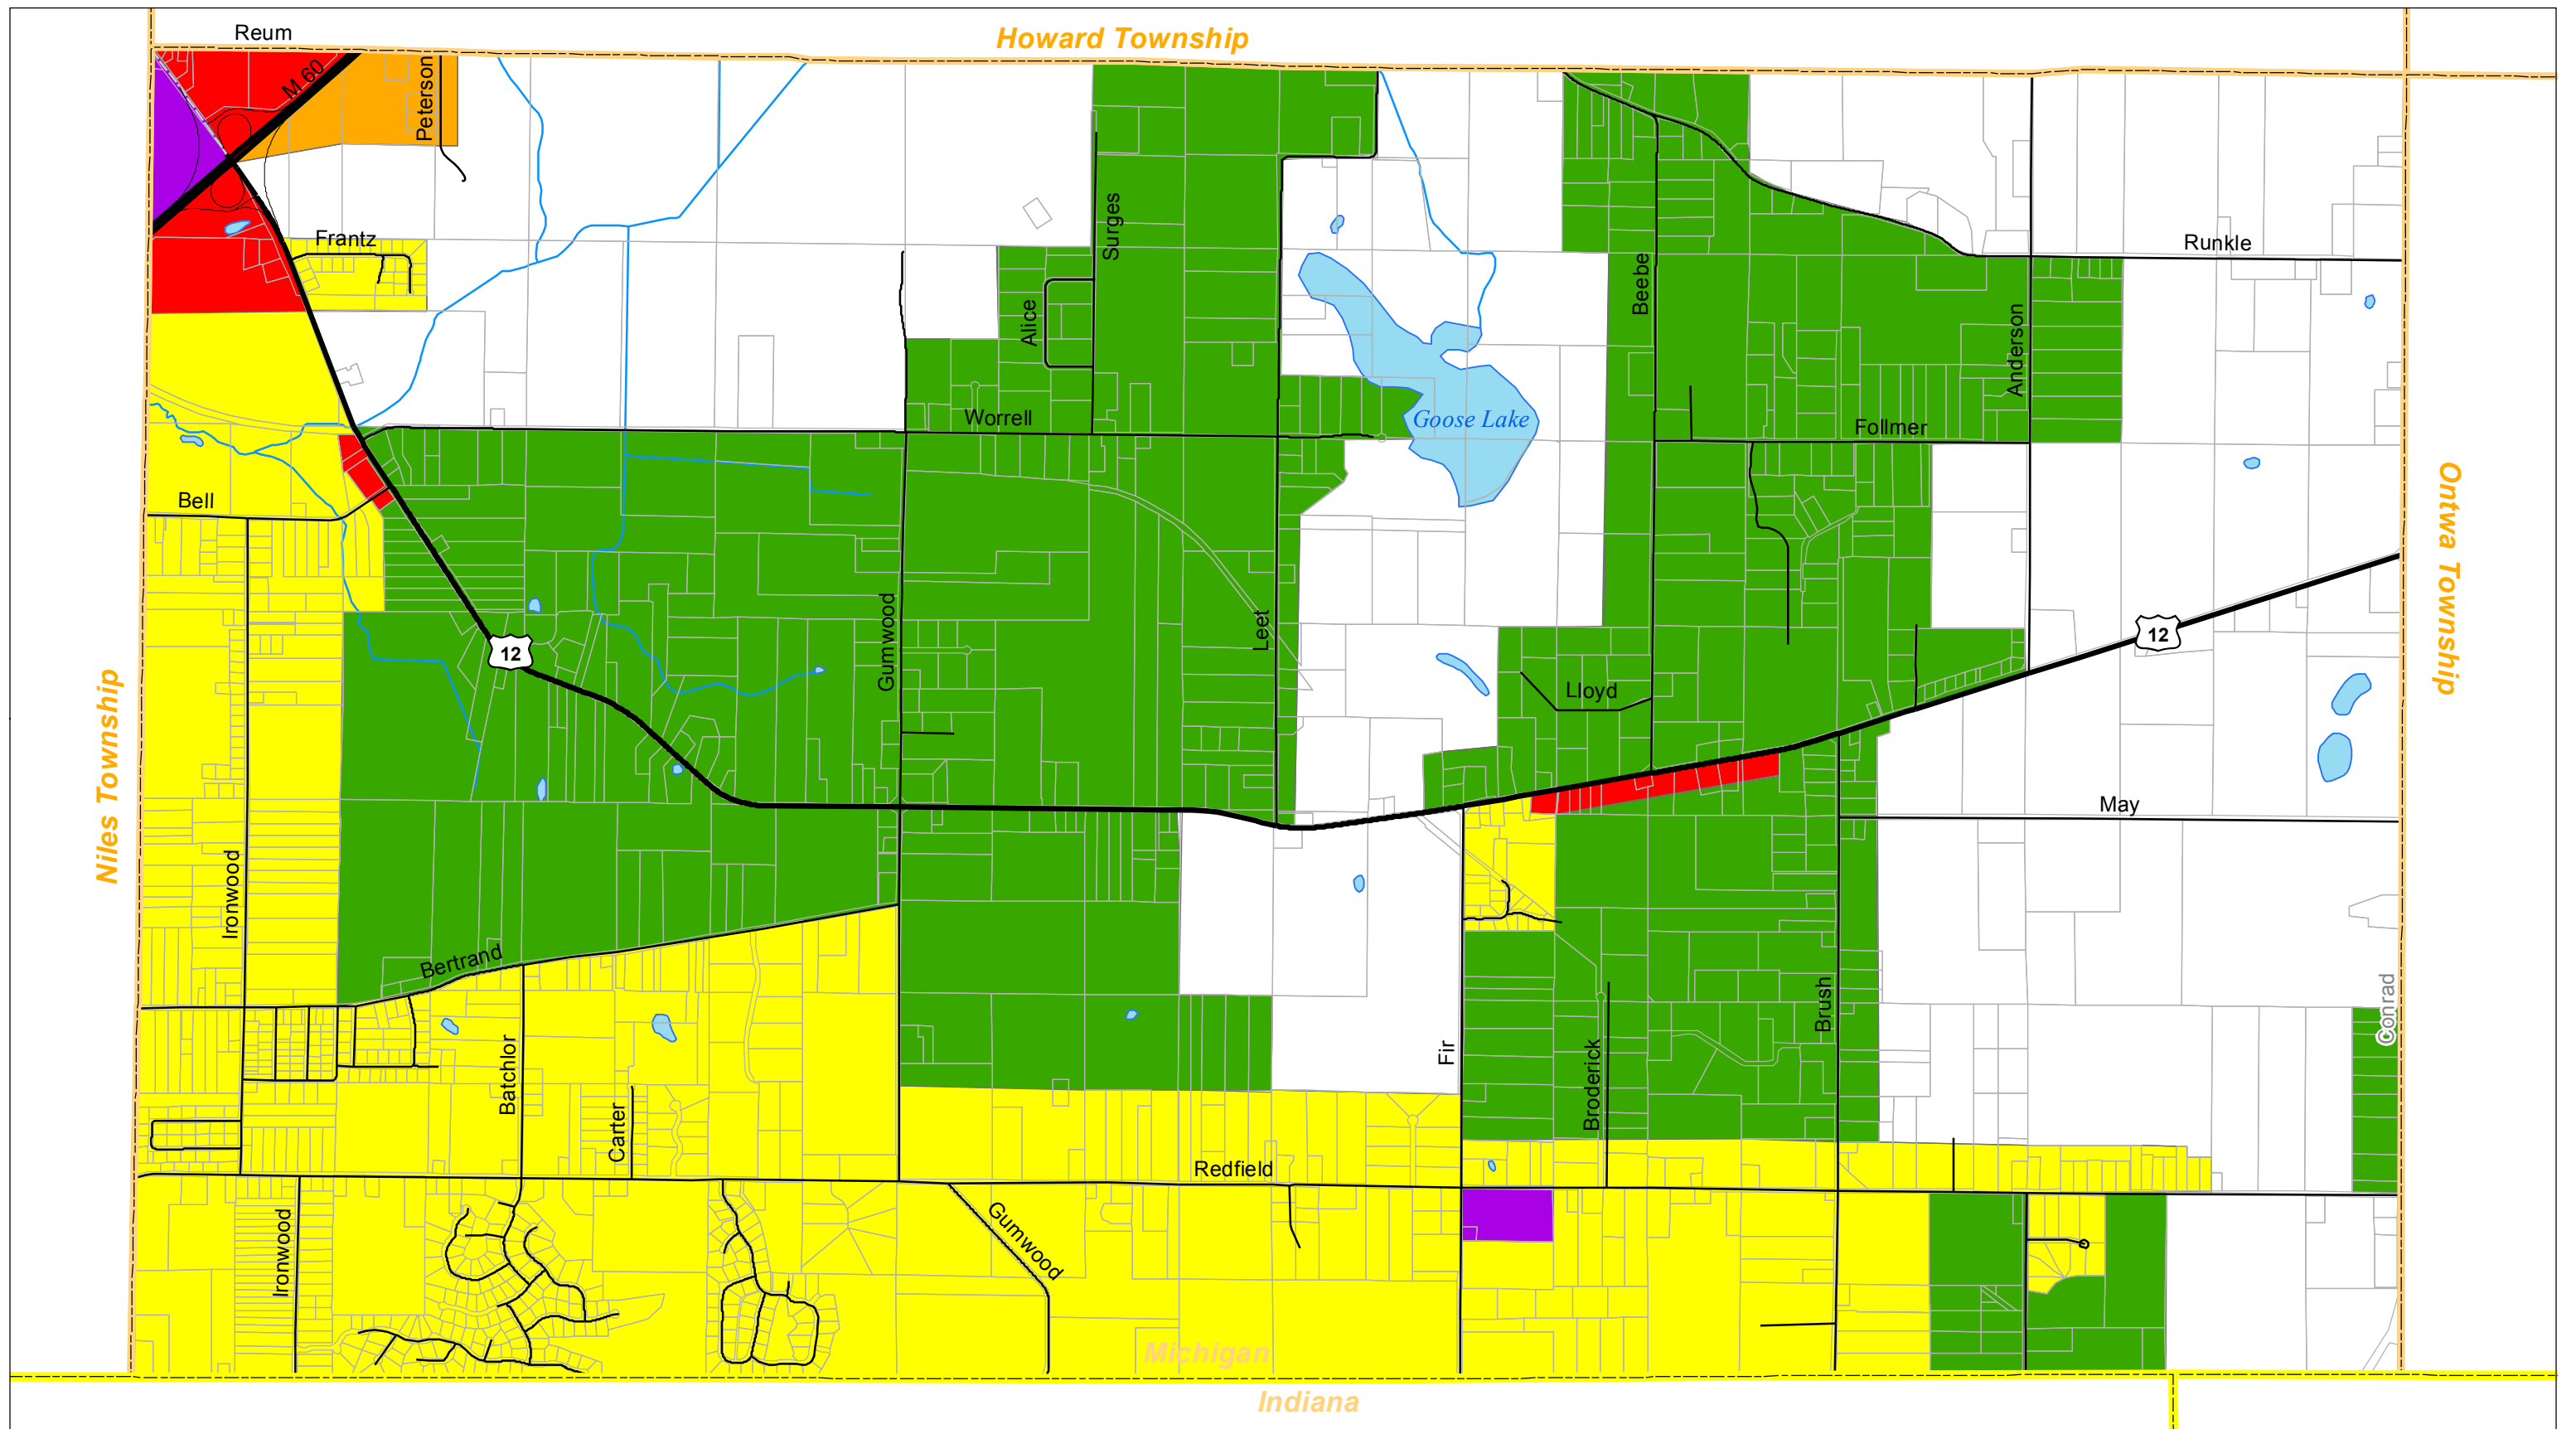 Reum
Howard Township
M 60
Peterson
Surges
Frantz
Runkle
Beebe
Alice
Anderson
Worrell
Goose Lake
Follmer
Bell
Ontwa Township
Gumwood
Leet
12
12
Lloyd
Niles Township
May
Ironwood
Bertrand
Brush
Conrad
Fir
Batchlor
Broderick
Carter
Redfield
Ironwood
Gumwood
Michigan
Indiana